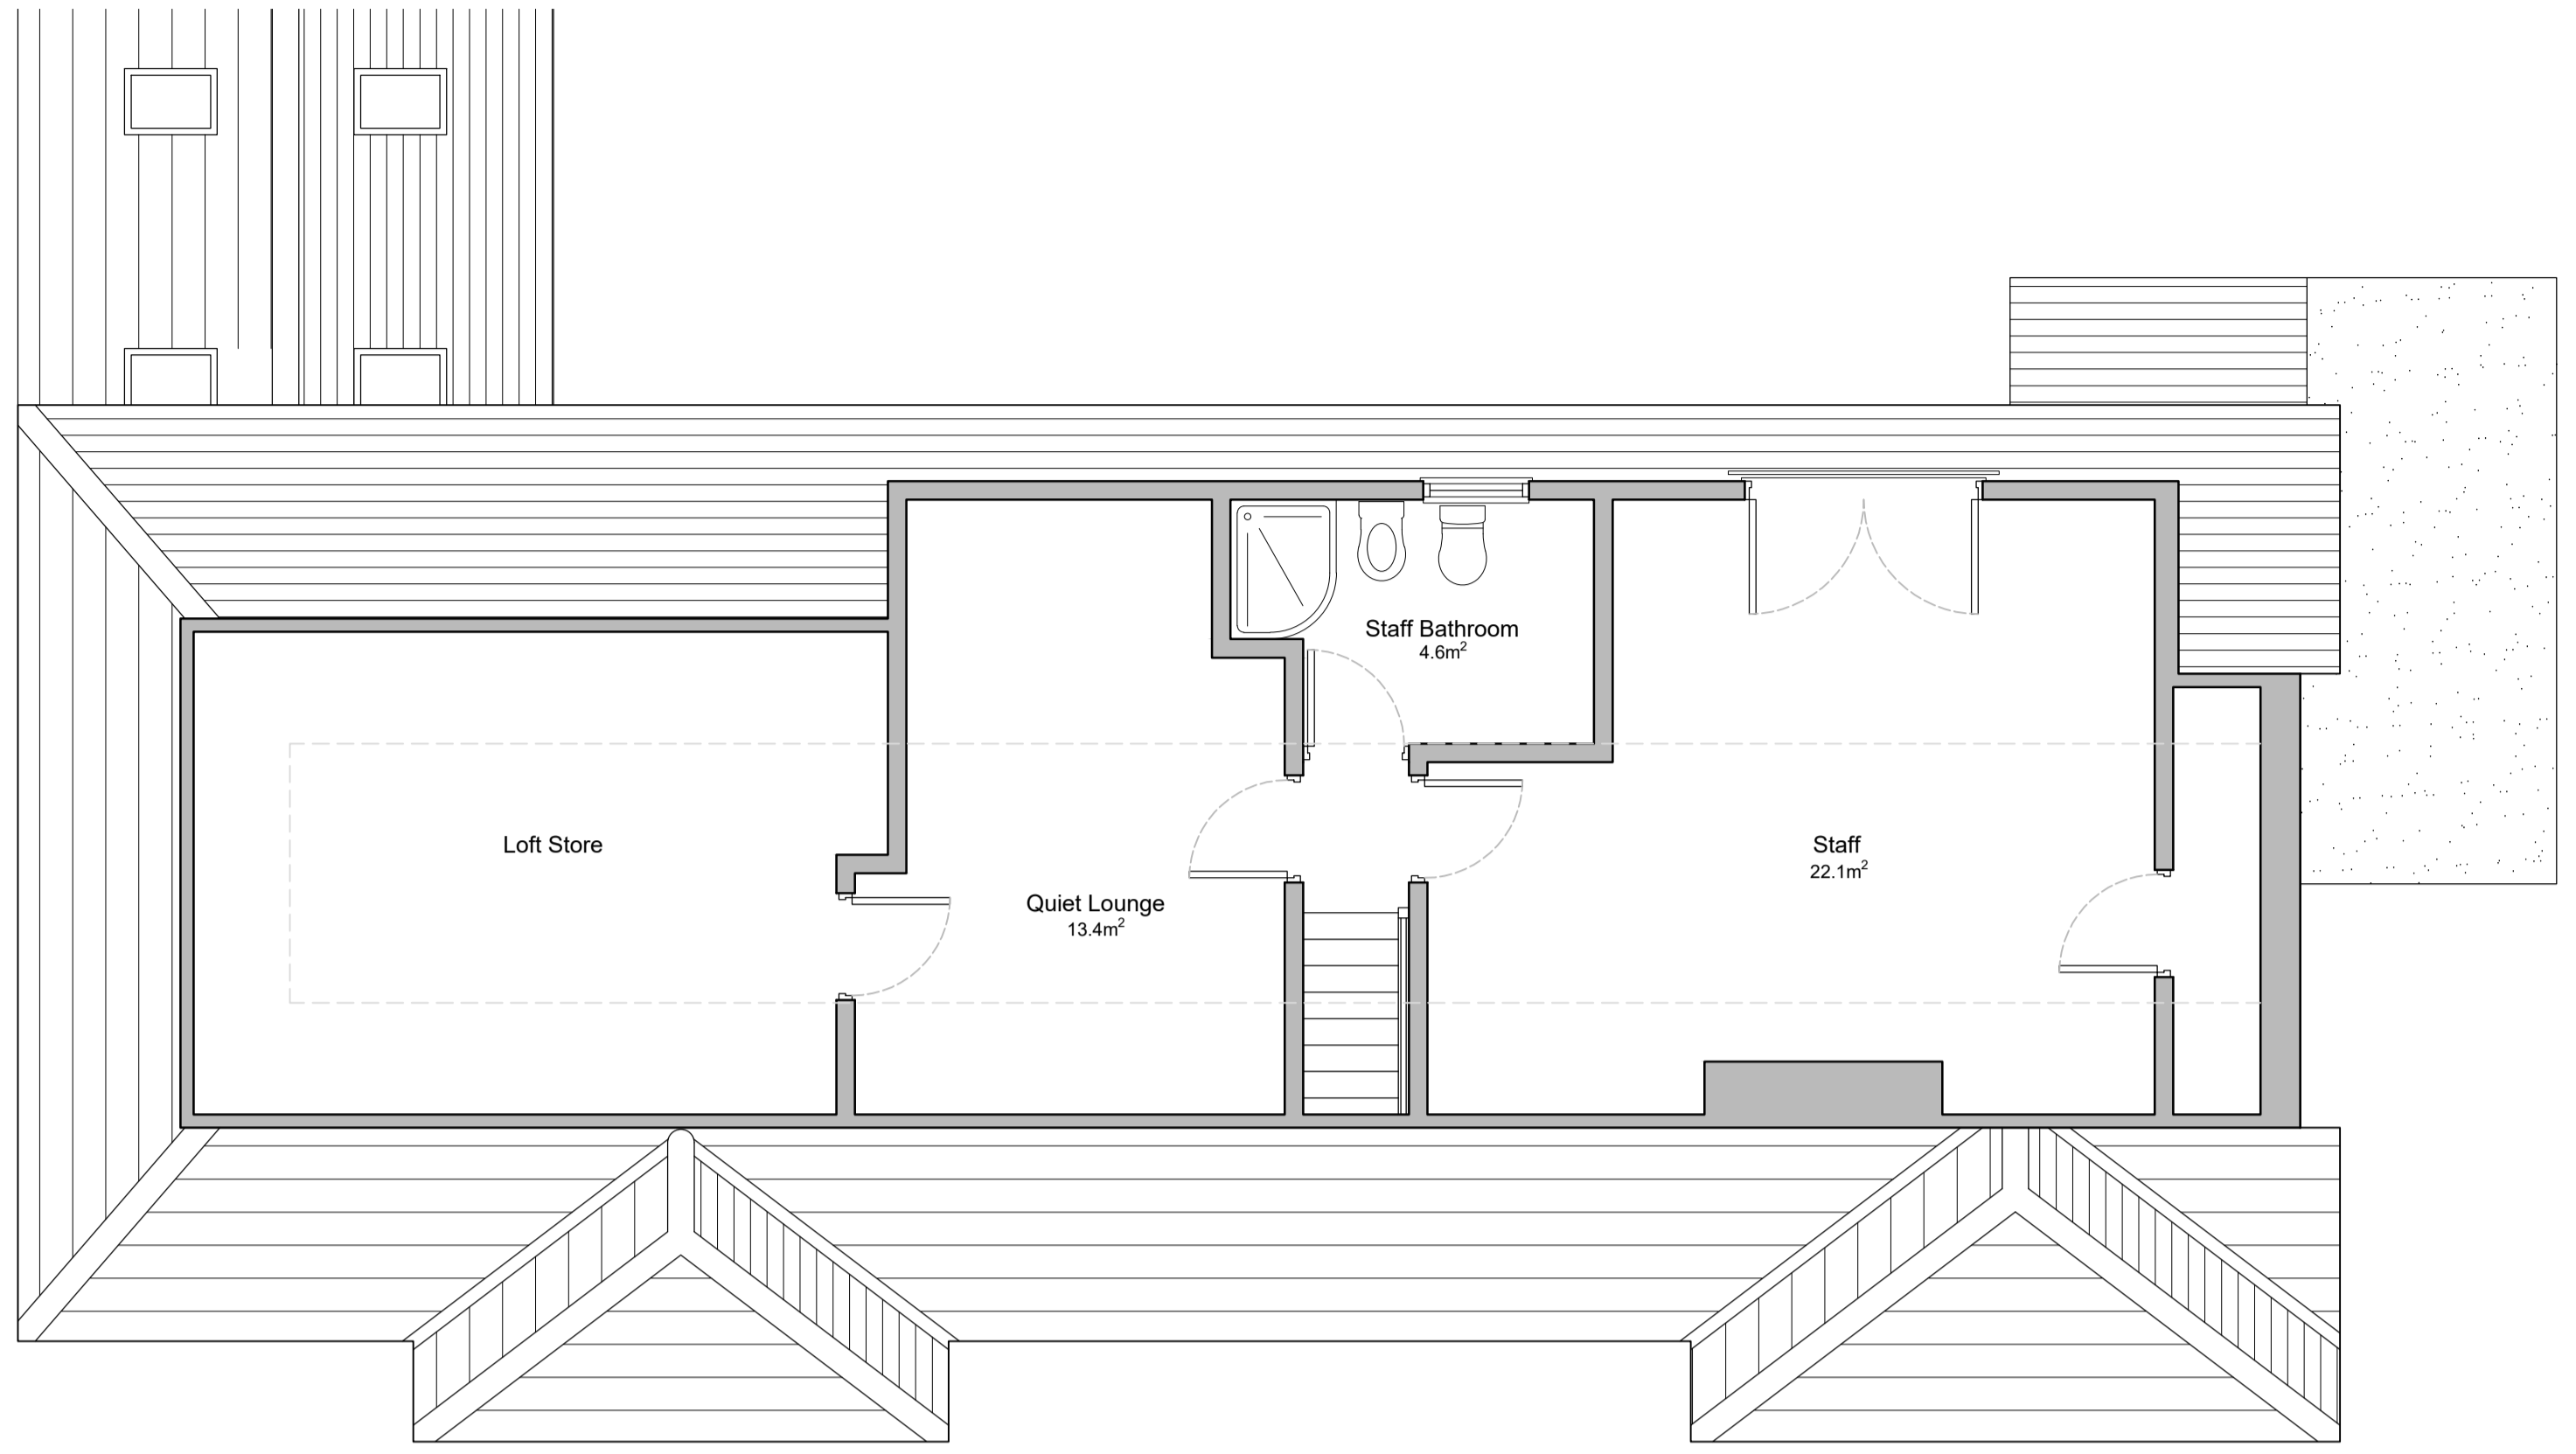 Staff Bathroom
4.6m²
Loft Store
Staff
22.1m²
Quiet Lounge
13.4m²